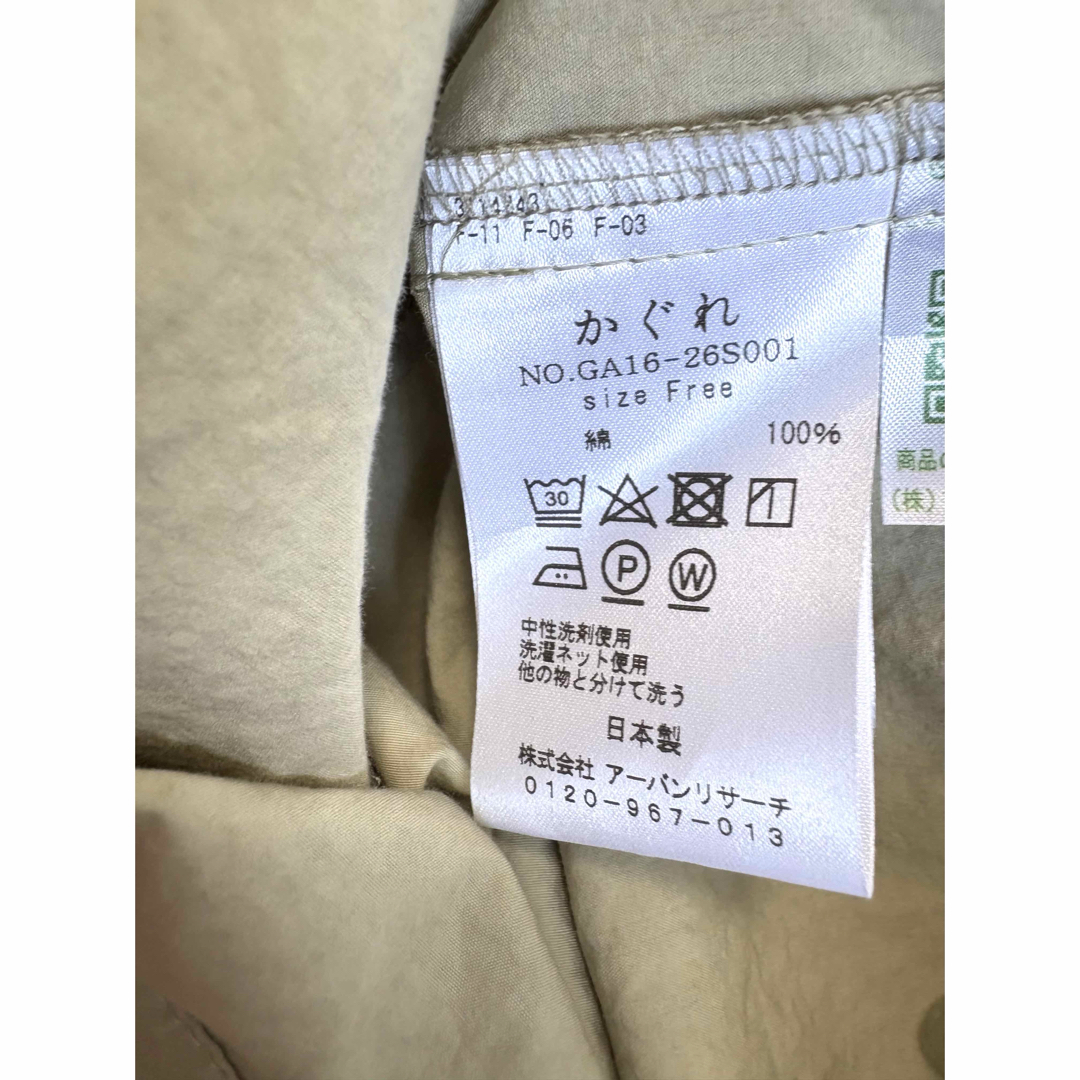 F-11 F-06 F-03
かぐれ
NO.GA16-26S001
size Free
綿 100%
30
P W
中性洗剤使用
洗濯ネット使用
他の物と分けて洗う
日本製
株式会社 アーバンリサーチ
0120-967-013
商品の
(株)